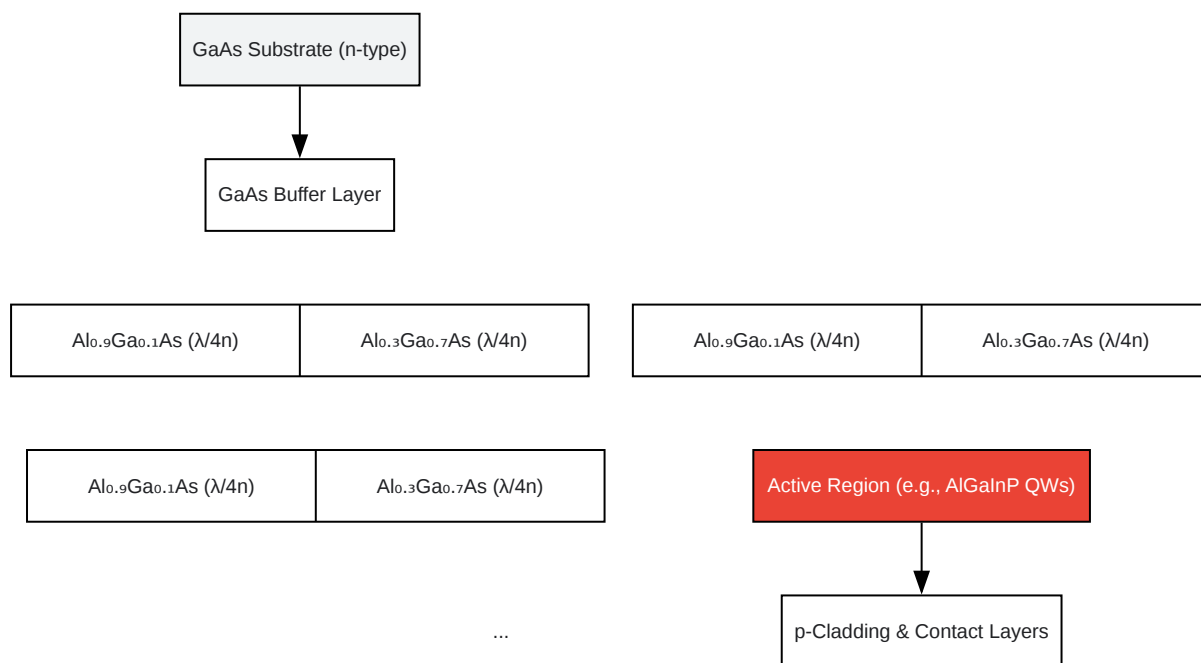 GaAs Substrate (n-type)
GaAs Buffer Layer
Al₀.₉Ga₀.₁As (λ/4n)
Al₀.₃Ga₀.₇As (λ/4n)
Al₀.₉Ga₀.₁As (λ/4n)
Al₀.₃Ga₀.₇As (λ/4n)
Al₀.₉Ga₀.₁As (λ/4n)
Al₀.₃Ga₀.₇As (λ/4n)
Active Region (e.g., AlGaInP QWs)
...
p-Cladding & Contact Layers